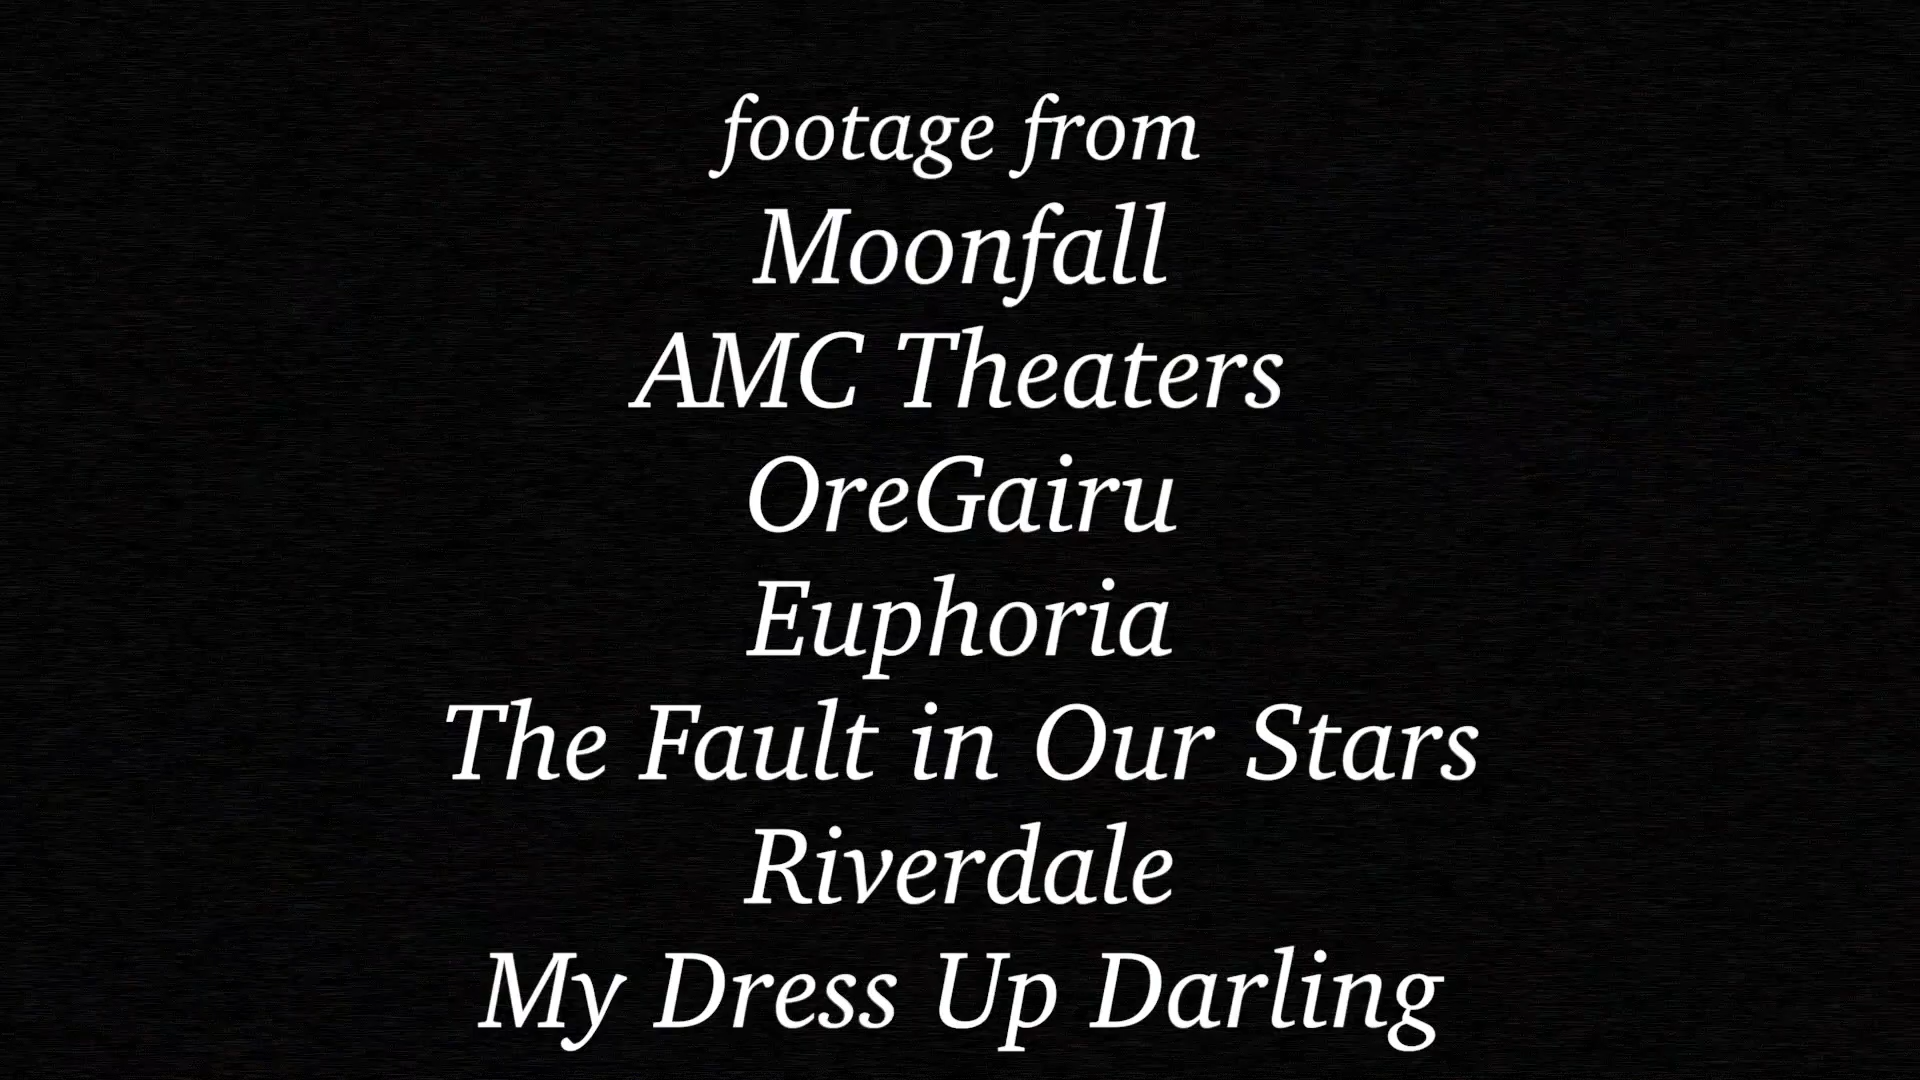 footage from
Moonfall
AMC Theaters
OreGairu
Euphoria
The Fault in Our Stars
Riverdale
My Dress Up Darling